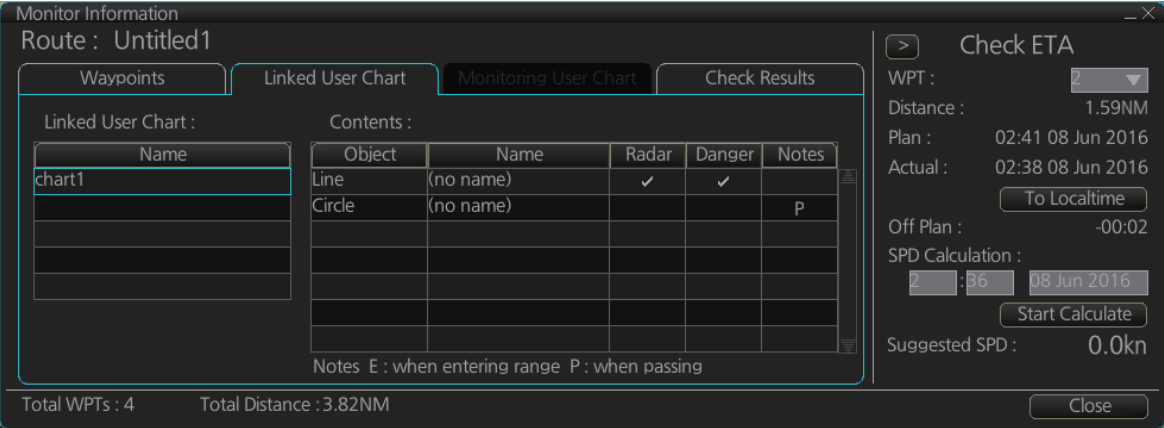 Monitor Information
Route : Untitled1
Waypoints Linked User Chart Monitoring User Chart Check Results
Linked User Chart :
Name
chart1
Contents :
Object Name Radar Danger Notes
Line (no name) ✓ ✓
Circle (no name) P
Notes E : when entering range P : when passing
> Check ETA
WPT : 2
Distance : 1.59NM
Plan : 02:41 08 Jun 2016
Actual : 02:38 08 Jun 2016
To Localtime
Off Plan : -00:02
SPD Calculation :
2 :36 08 Jun 2016
Start Calculate
Suggested SPD : 0.0kn
Total WPTs : 4 Total Distance : 3.82NM
Close